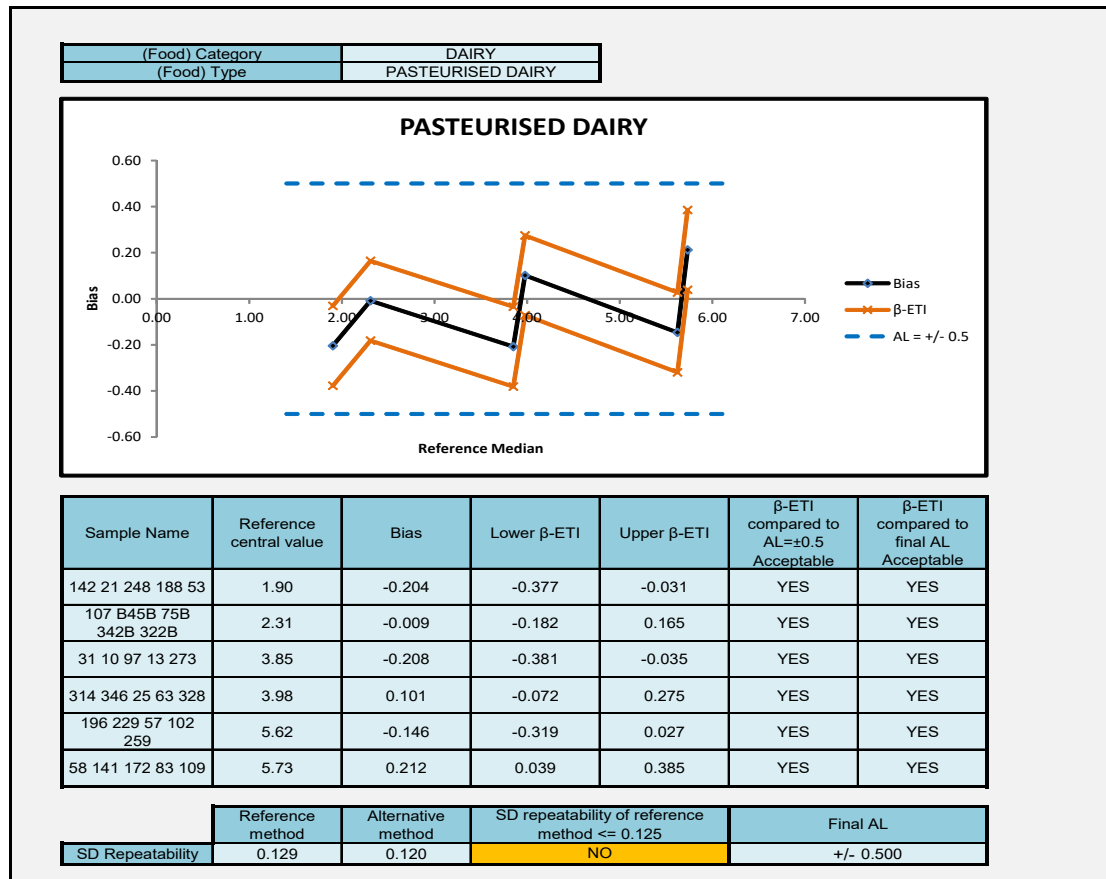 (Food) Category DAIRY
(Food) Type PASTEURISED DAIRY
PASTEURISED DAIRY
0.60
0.40
0.20
0.00
-0.20
-0.40
-0.60
Bias
0.00 1.00 2.00 3.00 4.00 5.00 6.00 7.00
Reference Median
Bias
β-ETI
AL = +/- 0.5
Sample Name Reference central value Bias Lower β-ETI Upper β-ETI β-ETI compared to AL=±0.5 Acceptable β-ETI compared to final AL Acceptable
142 21 248 188 53 1.90 -0.204 -0.377 -0.031 YES YES
107 B45B 75B 342B 322B 2.31 -0.009 -0.182 0.165 YES YES
31 10 97 13 273 3.85 -0.208 -0.381 -0.035 YES YES
314 346 25 63 328 3.98 0.101 -0.072 0.275 YES YES
196 229 57 102 259 5.62 -0.146 -0.319 0.027 YES YES
58 141 172 83 109 5.73 0.212 0.039 0.385 YES YES
Reference method Alternative method SD repeatability of reference method <= 0.125 Final AL
SD Repeatability 0.129 0.120 NO +/- 0.500